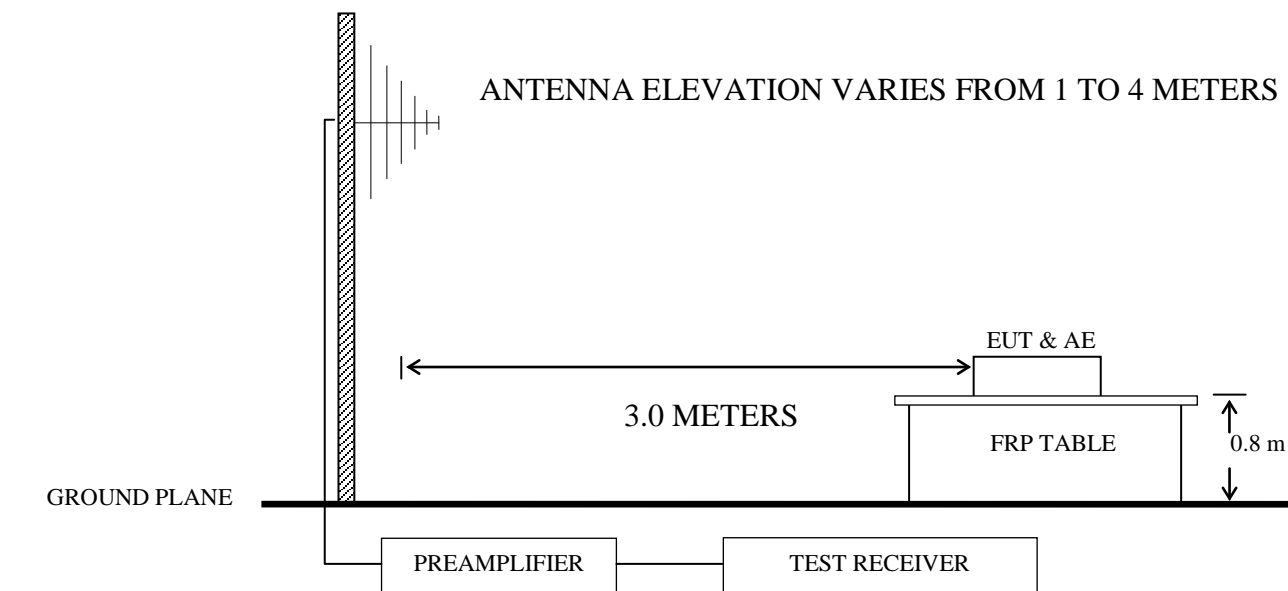 ANTENNA ELEVATION VARIES FROM 1 TO 4 METERS
EUT & AE
3.0 METERS
FRP TABLE
0.8 m
GROUND PLANE
PREAMPLIFIER
TEST RECEIVER